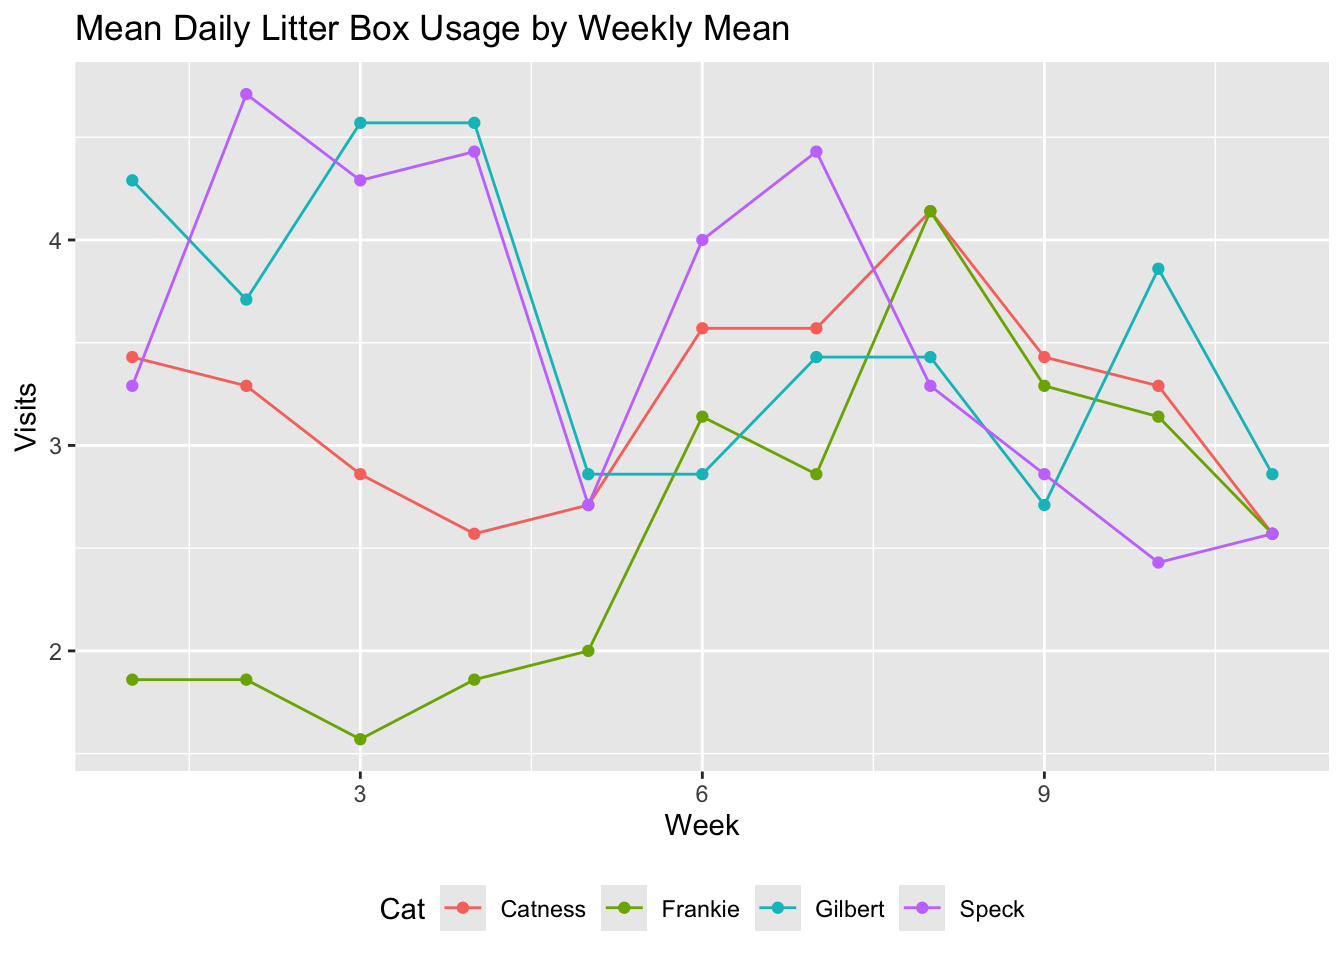 Mean Daily Litter Box Usage by Weekly Mean
Visits
4
3
2
3 6 9
Week
Cat Catness Frankie Gilbert Speck